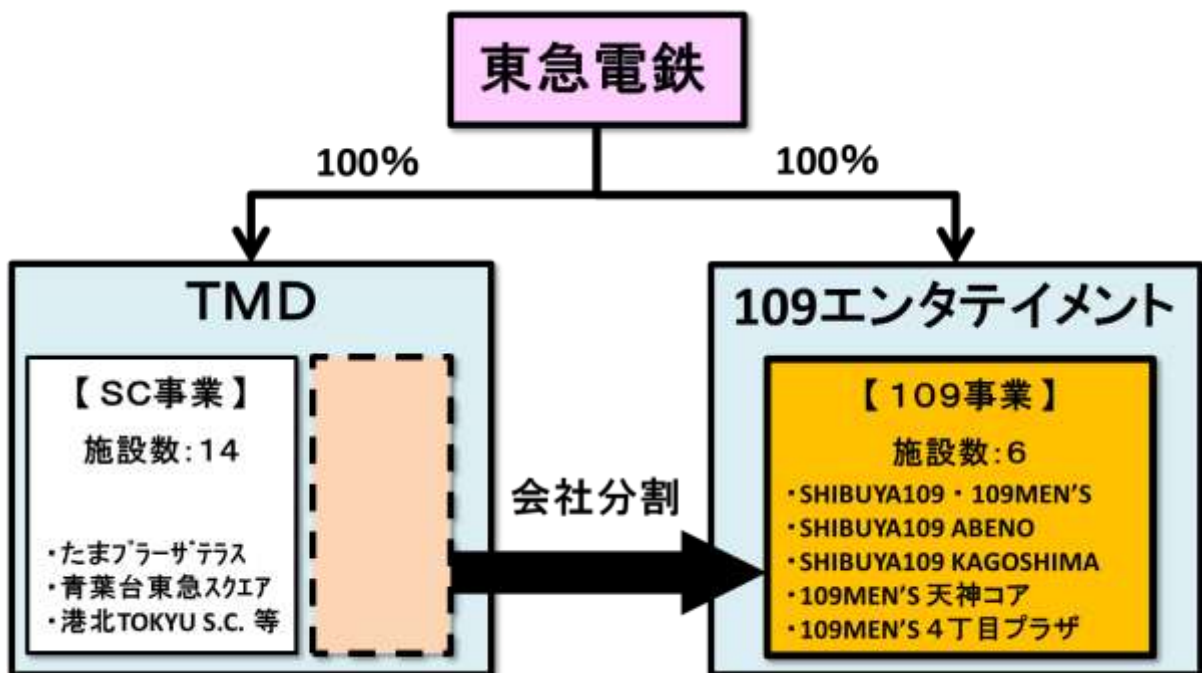 東急電鉄
100%
100%
TMD
【 SC事業 】
施設数:14
・たまプラーザテラス
・青葉台東急スクエア
・港北TOKYU S.C. 等
会社分割
109エンタテイメント
【 109事業 】
施設数:6
・SHIBUYA109・109MEN'S
・SHIBUYA109 ABENO
・SHIBUYA109 KAGOSHIMA
・109MEN'S 天神コア
・109MEN'S 4丁目プラザ